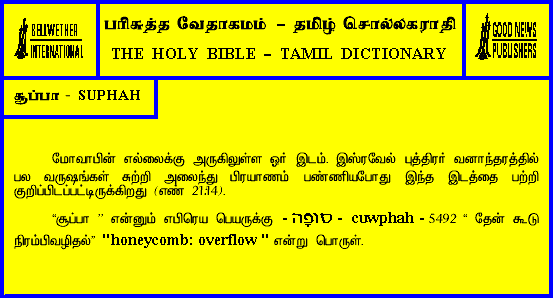 BELLWETHER
INTERNATIONAL
பரிசுத்த வேதாகமம் – தமிழ் சொல்லகராதி
THE HOLY BIBLE – TAMIL DICTIONARY
GOOD NEWS
PUBLISHERS
சூப்பா - SUPHAH
மோவாபின் எல்லைக்கு அருகிலுள்ள ஓர் இடம். இஸ்ரவேல் புத்திரர் வனாந்தரத்தில்
பல வருஷங்கள் சுற்றி அலைந்து பிரயாணம் பண்ணியபோது இந்த இடத்தை பற்றி
குறிப்பிடப்பட்டிருக்கிறது (எண் 21:14).
“சூப்பா ” என்னும் எபிரெய பெயருக்கு - סוּפָה - cuwphah - 5492 “ தேன் கூடு
நிரம்பிவழிதல்” "honeycomb: overflow " என்று பொருள்.